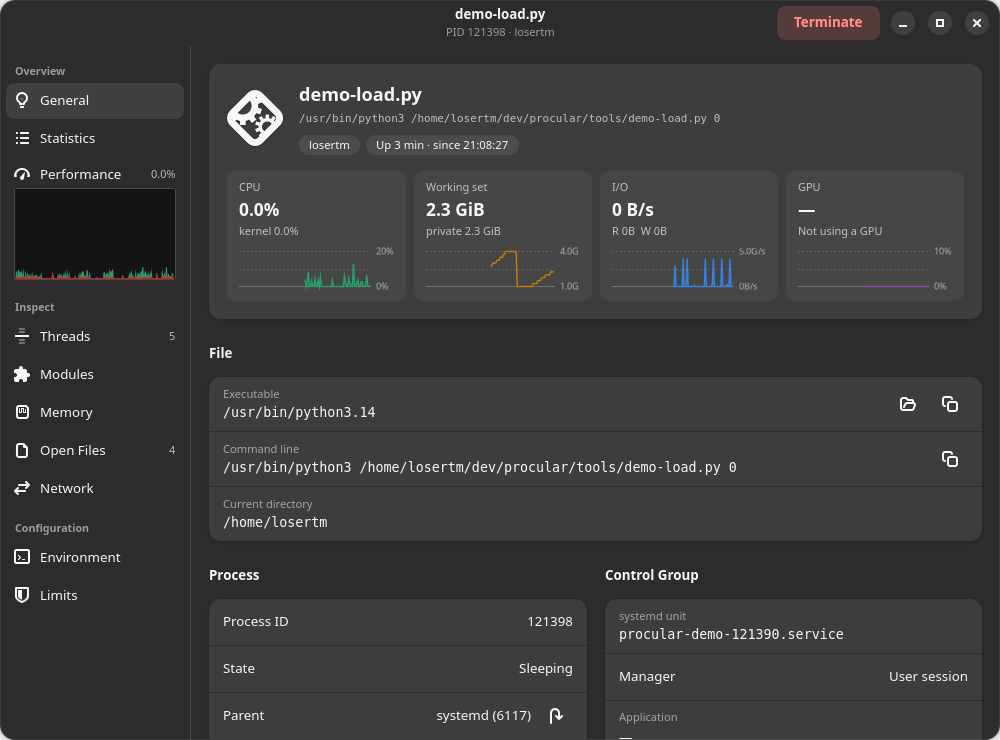 demo-load.py
PID 121398 · losertm
Terminate
Overview
General
Statistics
Performance 0.0%
Inspect
Threads 5
Modules
Memory
Open Files 4
Network
Configuration
Environment
Limits
demo-load.py
/usr/bin/python3 /home/losertm/dev/procular/tools/demo-load.py 0
losertm Up 3 min · since 21:08:27
CPU
0.0%
kernel 0.0%
20%
0%
Working set
2.3 GiB
private 2.3 GiB
4.0G
1.0G
I/O
0 B/s
R 0B W 0B
5.0G/s
0B/s
GPU
—
Not using a GPU
10%
0%
File
Executable
/usr/bin/python3.14
Command line
/usr/bin/python3 /home/losertm/dev/procular/tools/demo-load.py 0
Current directory
/home/losertm
Process
Process ID 121398
State Sleeping
Parent systemd (6117)
Control Group
systemd unit
procular-demo-121390.service
Manager User session
Application